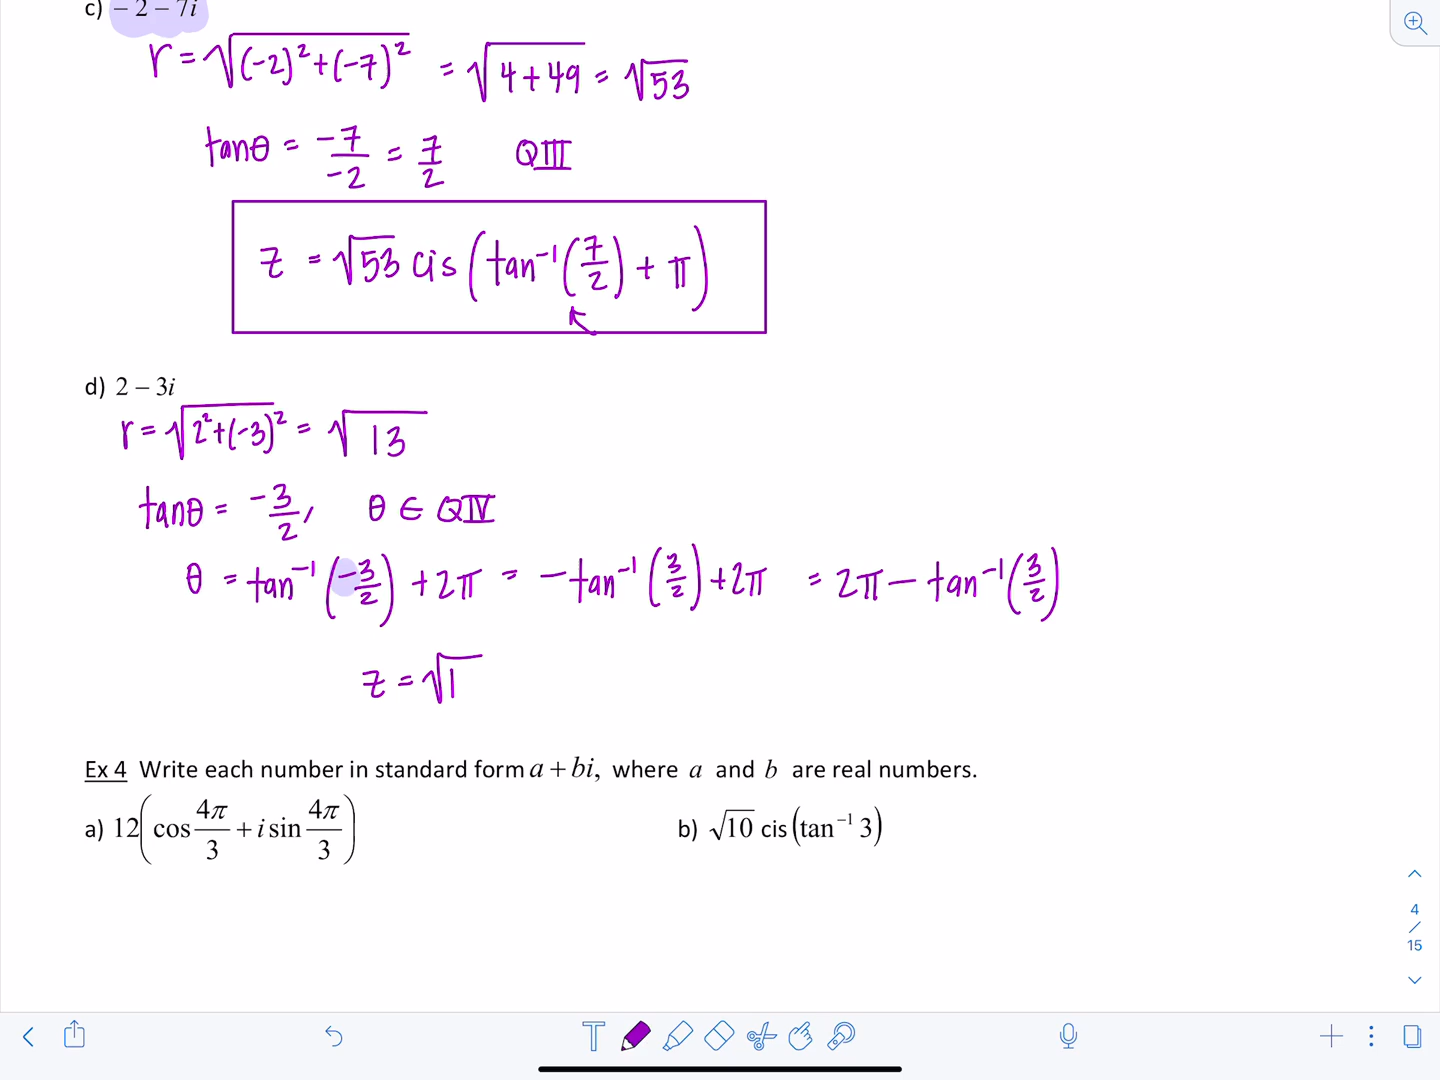 c) – 2 – 7i
r = √((-2)² + (-7)²) = √(4 + 49) = √53
tanθ = -7/-2 = 7/2 QIII
z = √53 cis (tan⁻¹(7/2) + π)
d) 2 – 3i
r = √(2² + (-3)²) = √13
tanθ = -3/2, θ ∈ QIV
θ = tan⁻¹(-3/2) + 2π = -tan⁻¹(3/2) + 2π = 2π - tan⁻¹(3/2)
z = √1
Ex 4 Write each number in standard form a + bi, where a and b are real numbers.
a) 12(cos 4π/3 + i sin 4π/3) b) √10 cis(tan⁻¹ 3)
4
/
15
T